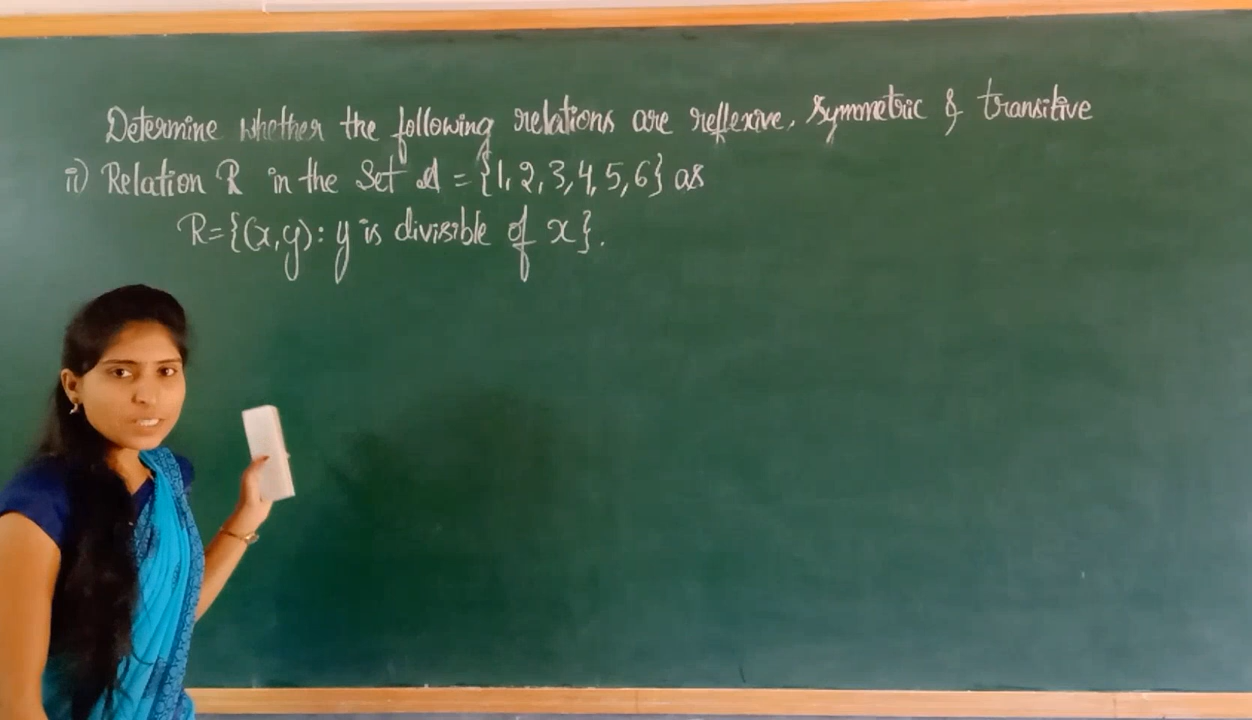 Determine whether the following relations are reflexive, symmetric & transitive
ii) Relation R in the Set A = {1, 2, 3, 4, 5, 6} as
R={(x,y): y is divisible of x}.